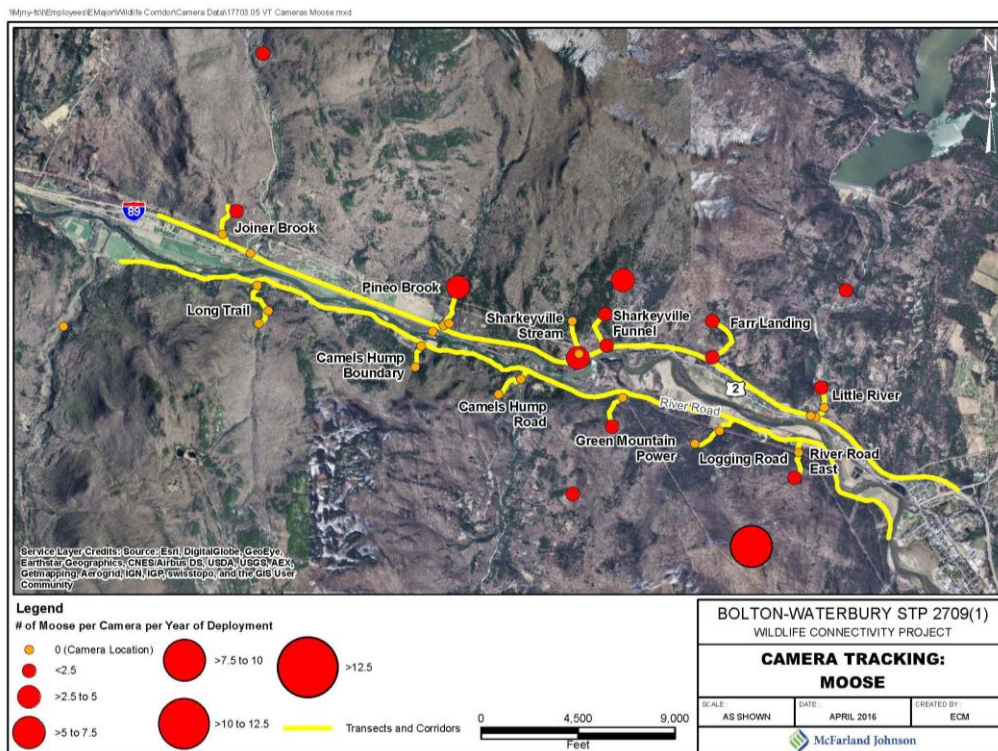 \\Mjny-fs\I\Employees\EMajor\Wildlife Corridor\Camera Data\17703.05 VT Cameras Moose.mxd
N
89
Joiner Brook
Pineo Brook
Long Trail
Sharkeyville
Stream
Sharkeyville
Funnel
Farr Landing
Camels Hump
Boundary
2
Little River
Camels Hump
Road
River Road
Green Mountain
Power
Logging Road
River Road
East
Service Layer Credits: Source: Esri, DigitalGlobe, GeoEye,
Earthstar Geographics, CNES/Airbus DS, USDA, USGS, AEX,
Getmapping, Aerogrid, IGN, IGP, swisstopo, and the GIS User
Community
Legend
# of Moose per Camera per Year of Deployment
0 (Camera Location)
<2.5
>2.5 to 5
>5 to 7.5
>7.5 to 10
>10 to 12.5
>12.5
Transects and Corridors
0 4,500 9,000
Feet
BOLTON-WATERBURY STP 2709(1)
WILDLIFE CONNECTIVITY PROJECT
CAMERA TRACKING:
MOOSE
SCALE : DATE : CREATED BY :
AS SHOWN APRIL 2016 ECM
McFarland Johnson